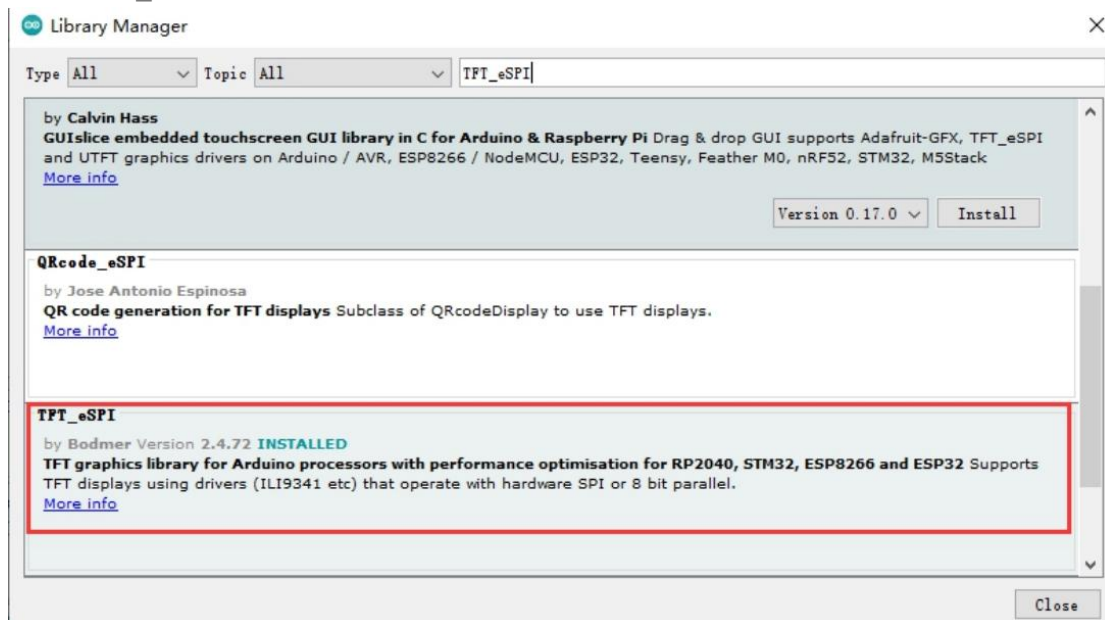 Library Manager
Type All Topic All TFT_eSPI
by Calvin Hass
GUIslice embedded touchscreen GUI library in C for Arduino & Raspberry Pi Drag & drop GUI supports Adafruit-GFX, TFT_eSPI
and UTFT graphics drivers on Arduino / AVR, ESP8266 / NodeMCU, ESP32, Teensy, Feather M0, nRF52, STM32, M5Stack
More info
Version 0.17.0 Install
QRcode_eSPI
by Jose Antonio Espinosa
QR code generation for TFT displays Subclass of QRcodeDisplay to use TFT displays.
More info
TFT_eSPI
by Bodmer Version 2.4.72 INSTALLED
TFT graphics library for Arduino processors with performance optimisation for RP2040, STM32, ESP8266 and ESP32 Supports
TFT displays using drivers (ILI9341 etc) that operate with hardware SPI or 8 bit parallel.
More info
Close